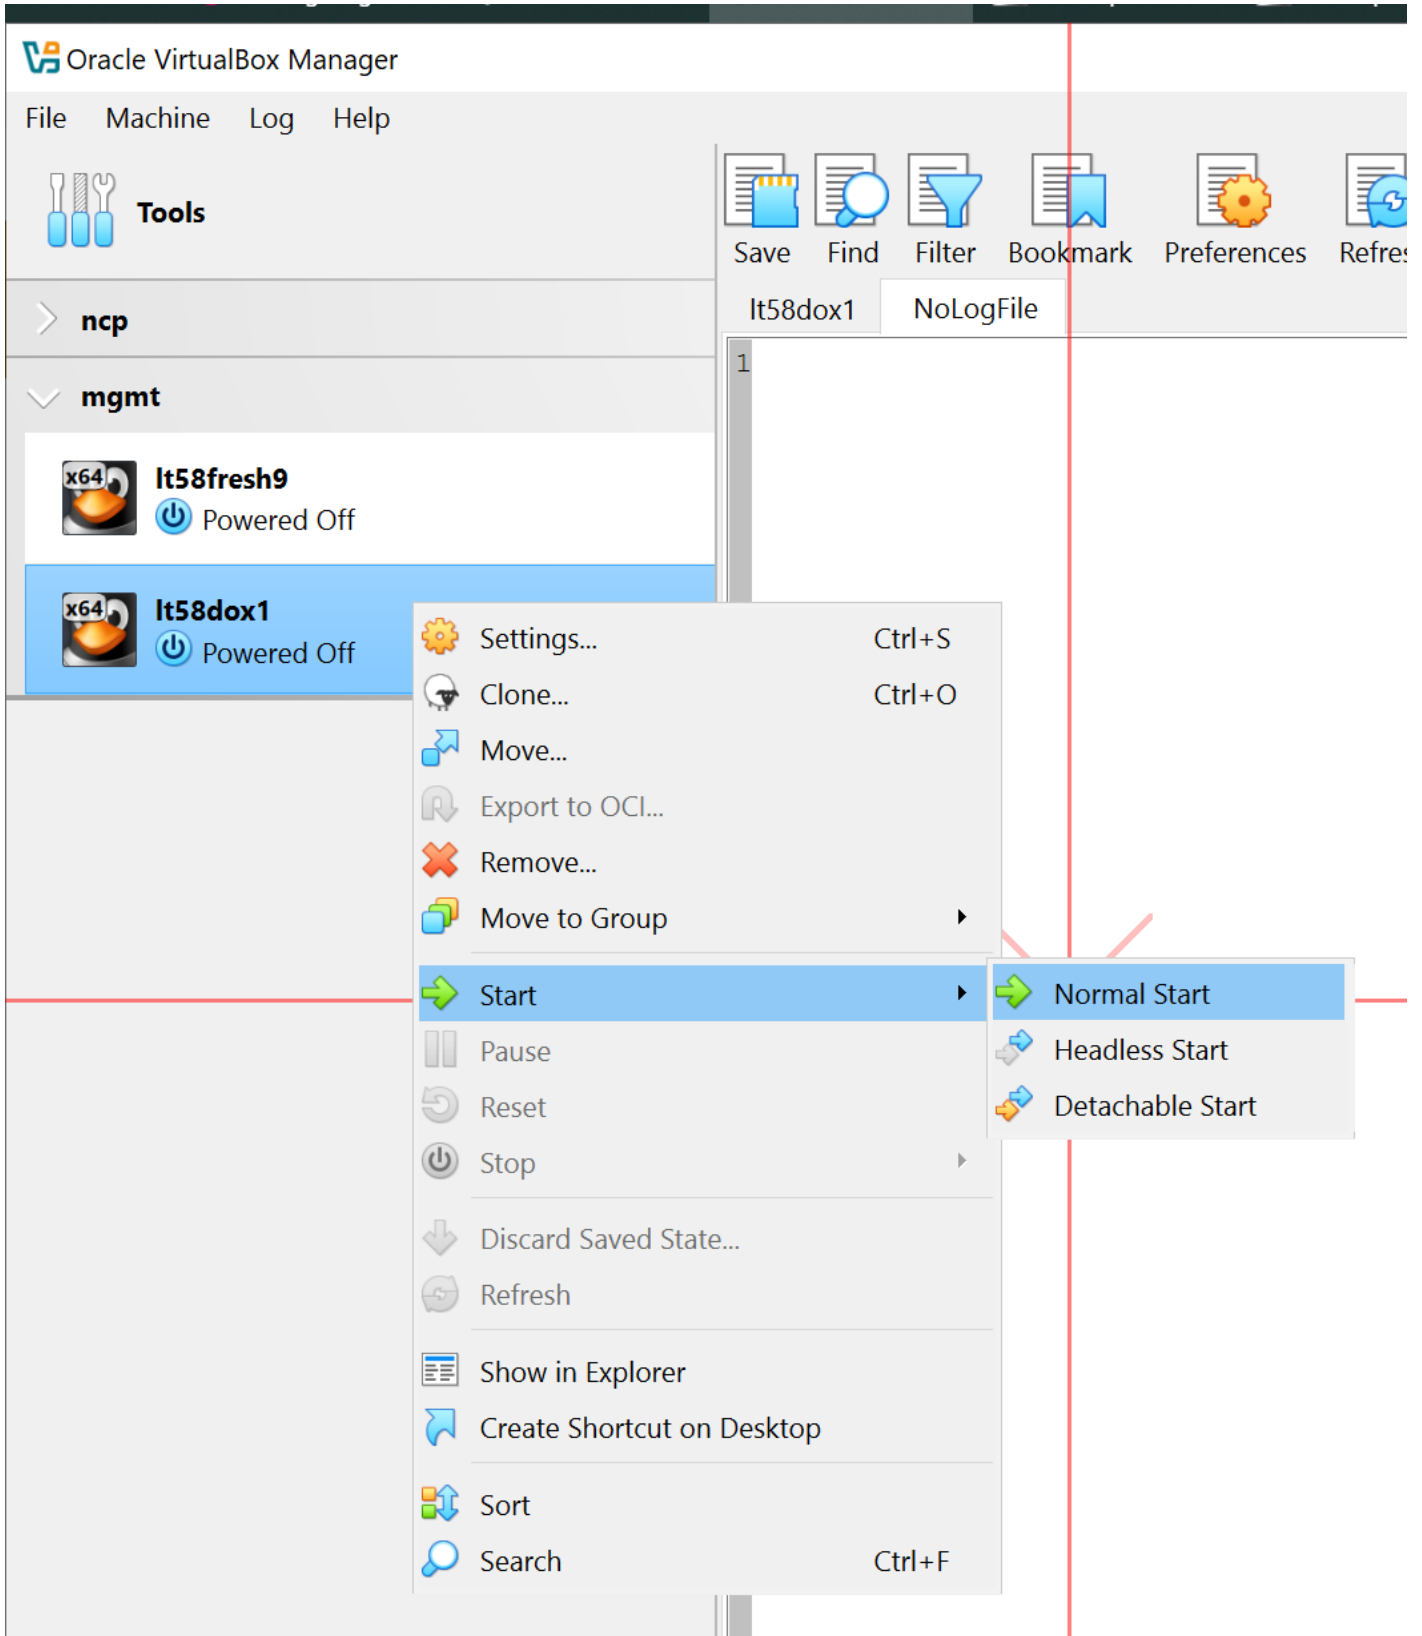 Oracle VirtualBox Manager
File Machine Log Help
Tools
Save Find Filter Bookmark Preferences
lt58dox1 NoLogFile
ncp
1
mgmt
x64 lt58fresh9
Powered Off
x64 lt58dox1
Powered Off
Settings... Ctrl+S
Clone... Ctrl+O
Move...
Export to OCI...
Remove...
Move to Group
Start
Pause
Reset
Stop
Discard Saved State...
Refresh
Show in Explorer
Create Shortcut on Desktop
Sort
Search Ctrl+F
Normal Start
Headless Start
Detachable Start